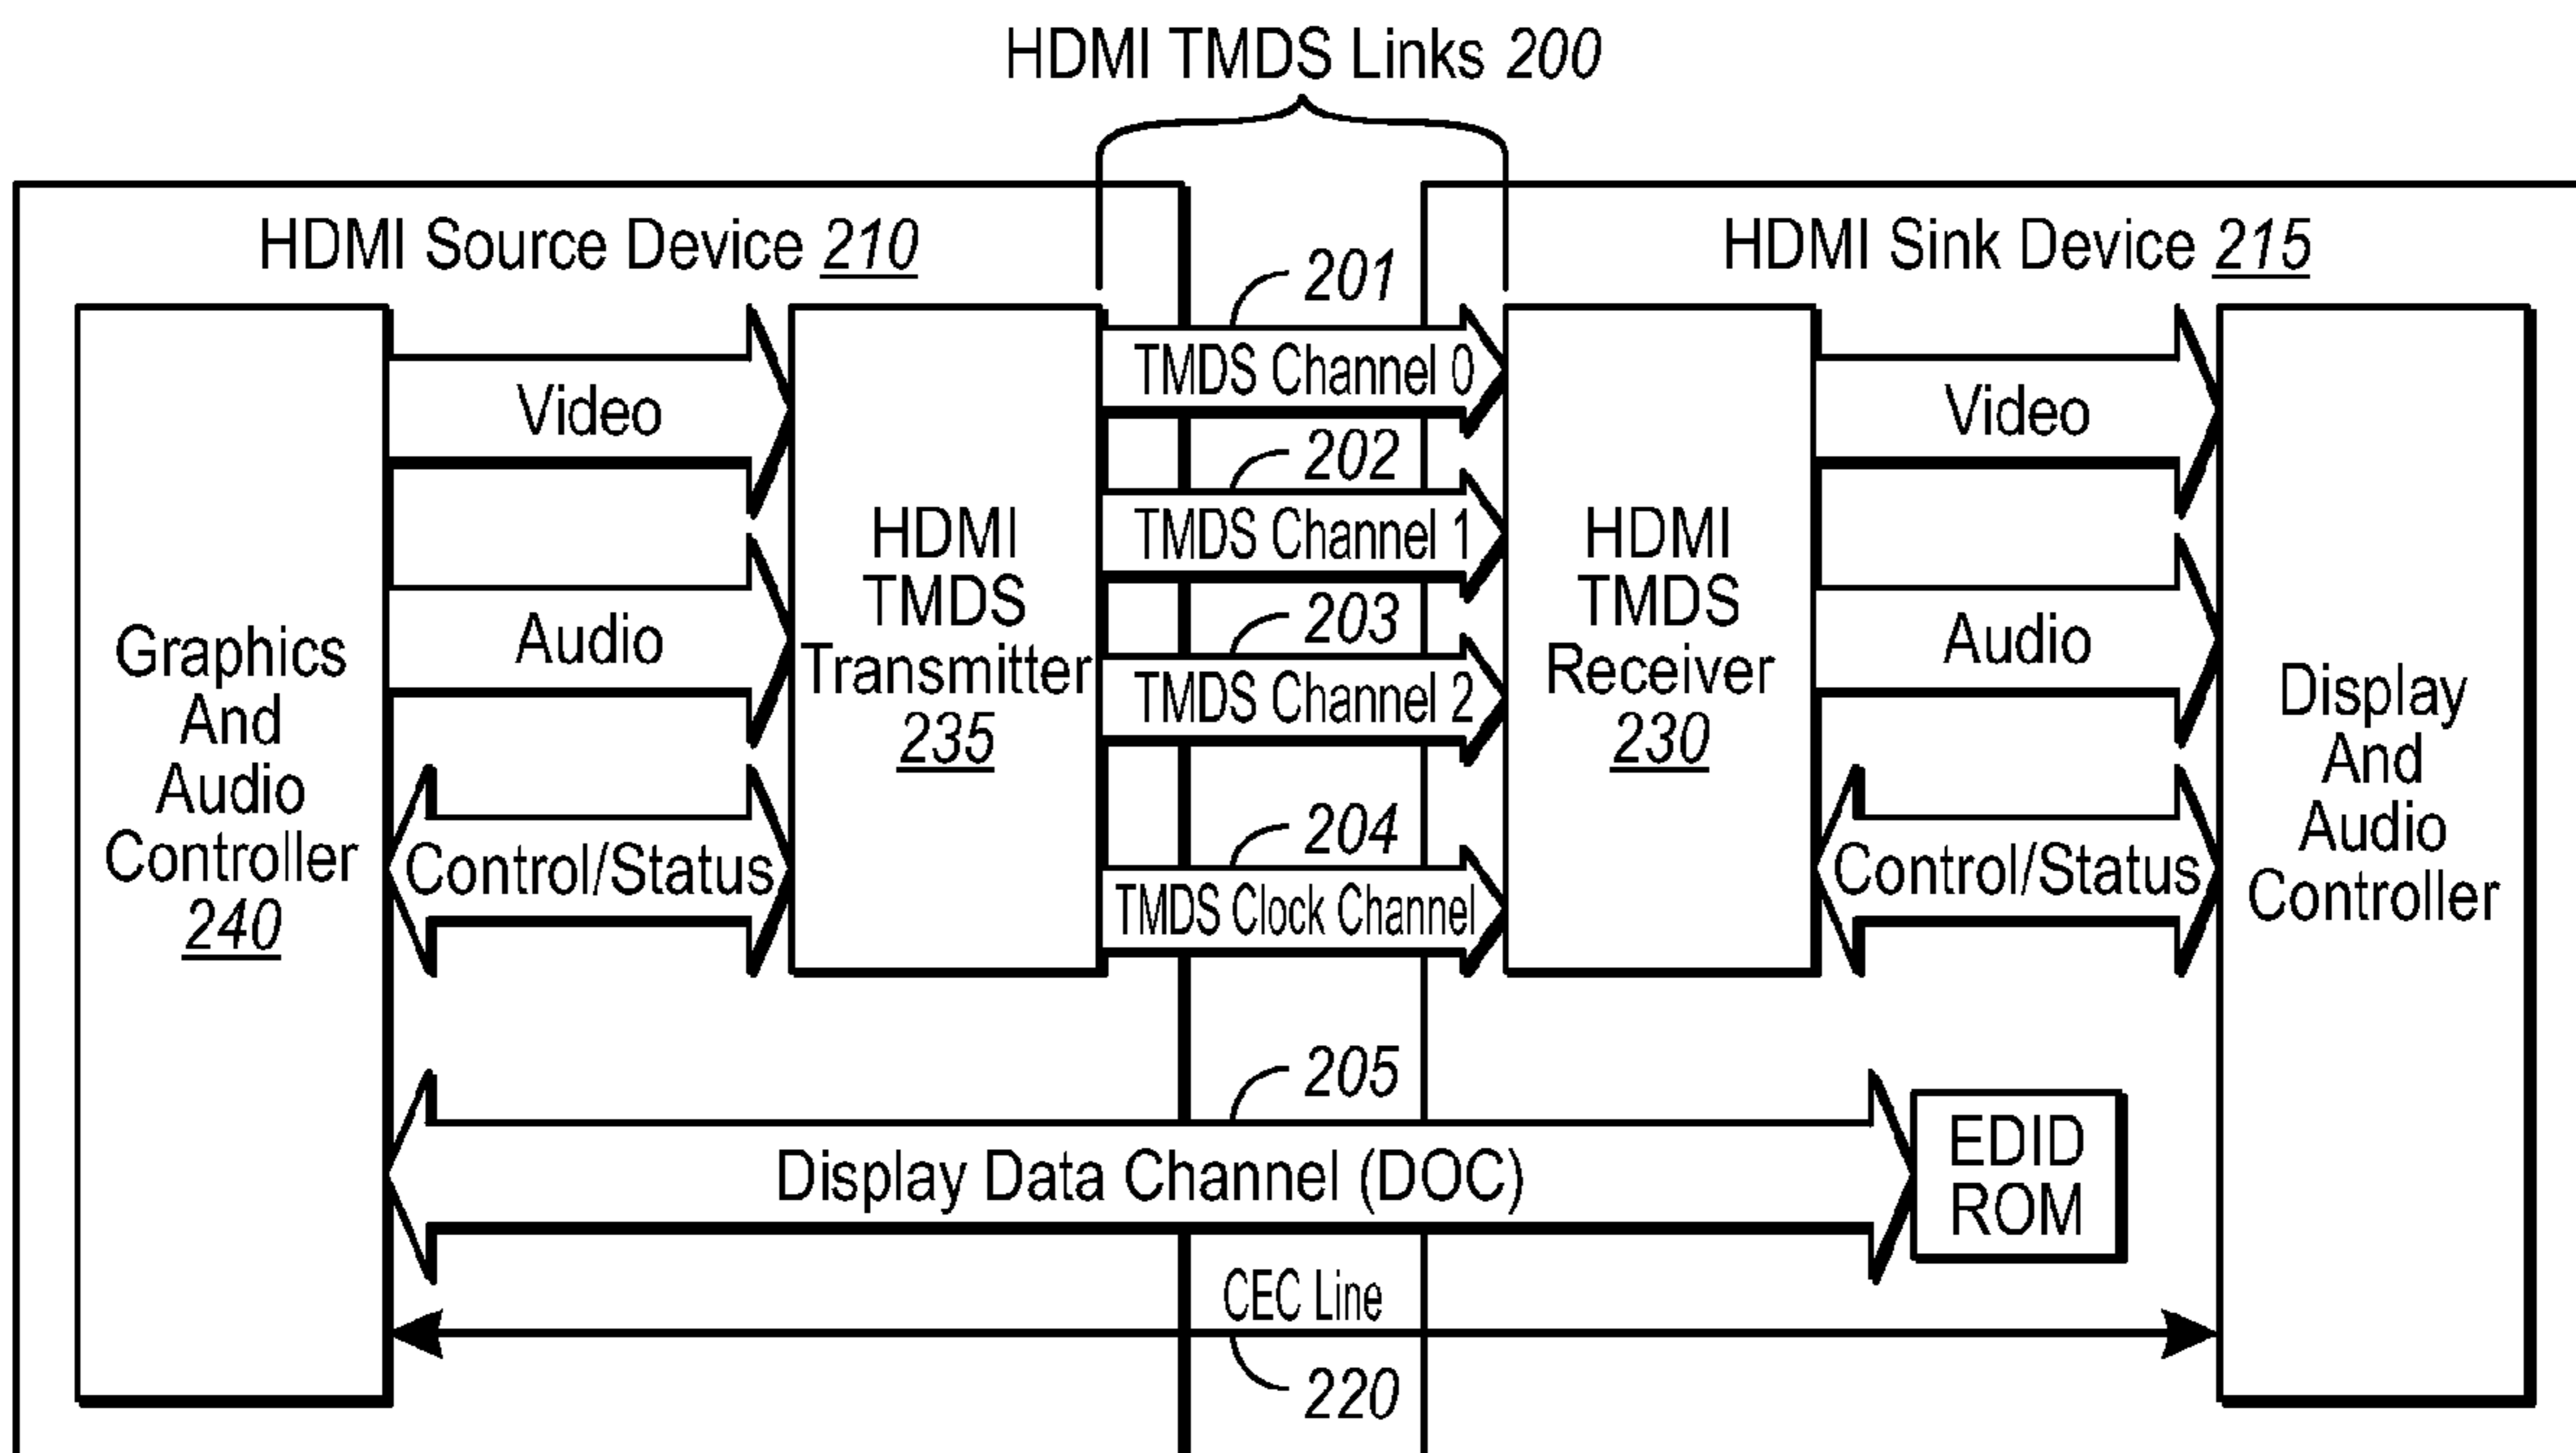 HDMI TMDS Links 200
HDMI Source Device 210
HDMI Sink Device 215
Graphics
And
Audio
Controller
240
Video
Audio
Control/Status
HDMI
TMDS
Transmitter
235
201
TMDS Channel 0
202
TMDS Channel 1
203
TMDS Channel 2
204
TMDS Clock Channel
HDMI
TMDS
Receiver
230
Video
Audio
Control/Status
Display
And
Audio
Controller
205
Display Data Channel (DOC)
EDID
ROM
CEC Line
220